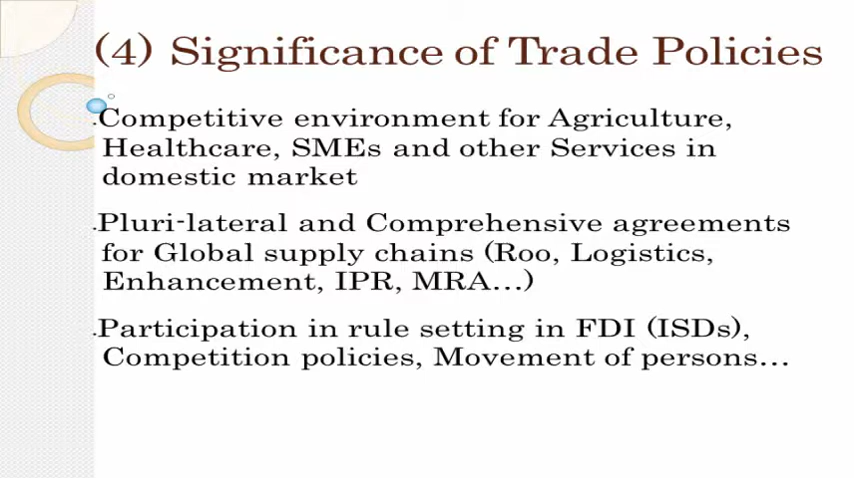 (4) Significance of Trade Policies
.Competitive environment for Agriculture,
Healthcare, SMEs and other Services in
domestic market
.Pluri-lateral and Comprehensive agreements
for Global supply chains (Roo, Logistics,
Enhancement, IPR, MRA...)
.Participation in rule setting in FDI (ISDs),
Competition policies, Movement of persons...